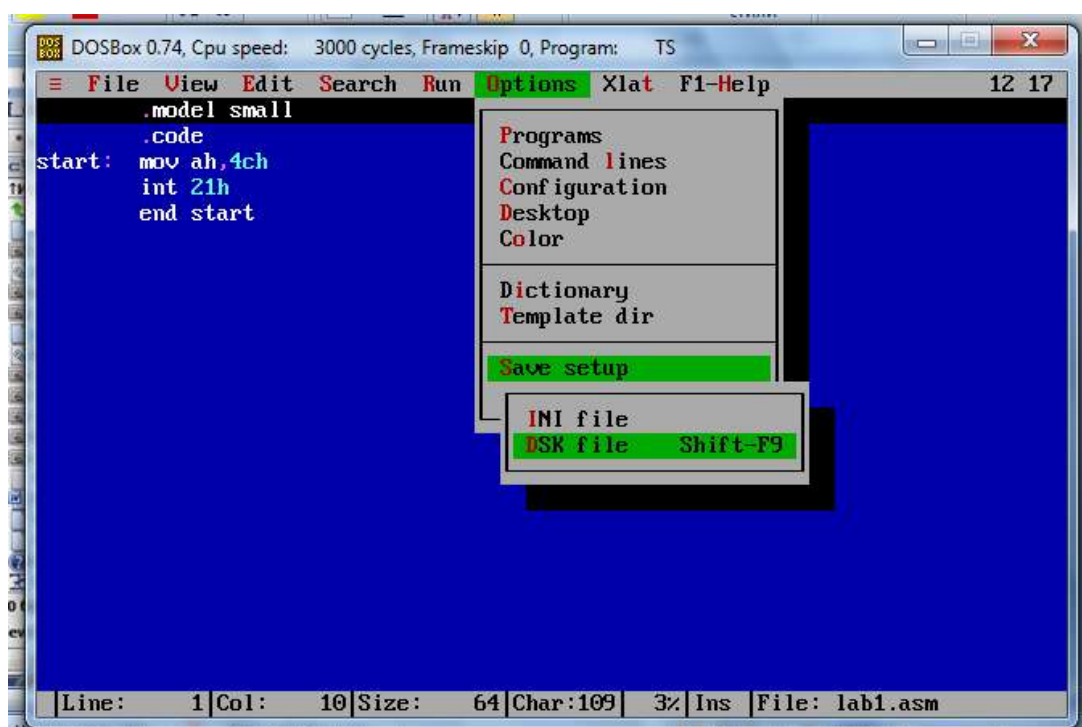 DOS BOX DOSBox 0.74, Cpu speed: 3000 cycles, Frameskip 0, Program: TS
≡ File View Edit Search Run Options Xlat F1-Help 12 17
.model small
.code
start: mov ah,4ch
int 21h
end start
Programs
Command lines
Configuration
Desktop
Color
Dictionary
Template dir
Save setup
INI file
DSK file Shift-F9
Line: 1 Col: 10 Size: 64 Char:109 3% Ins File: lab1.asm